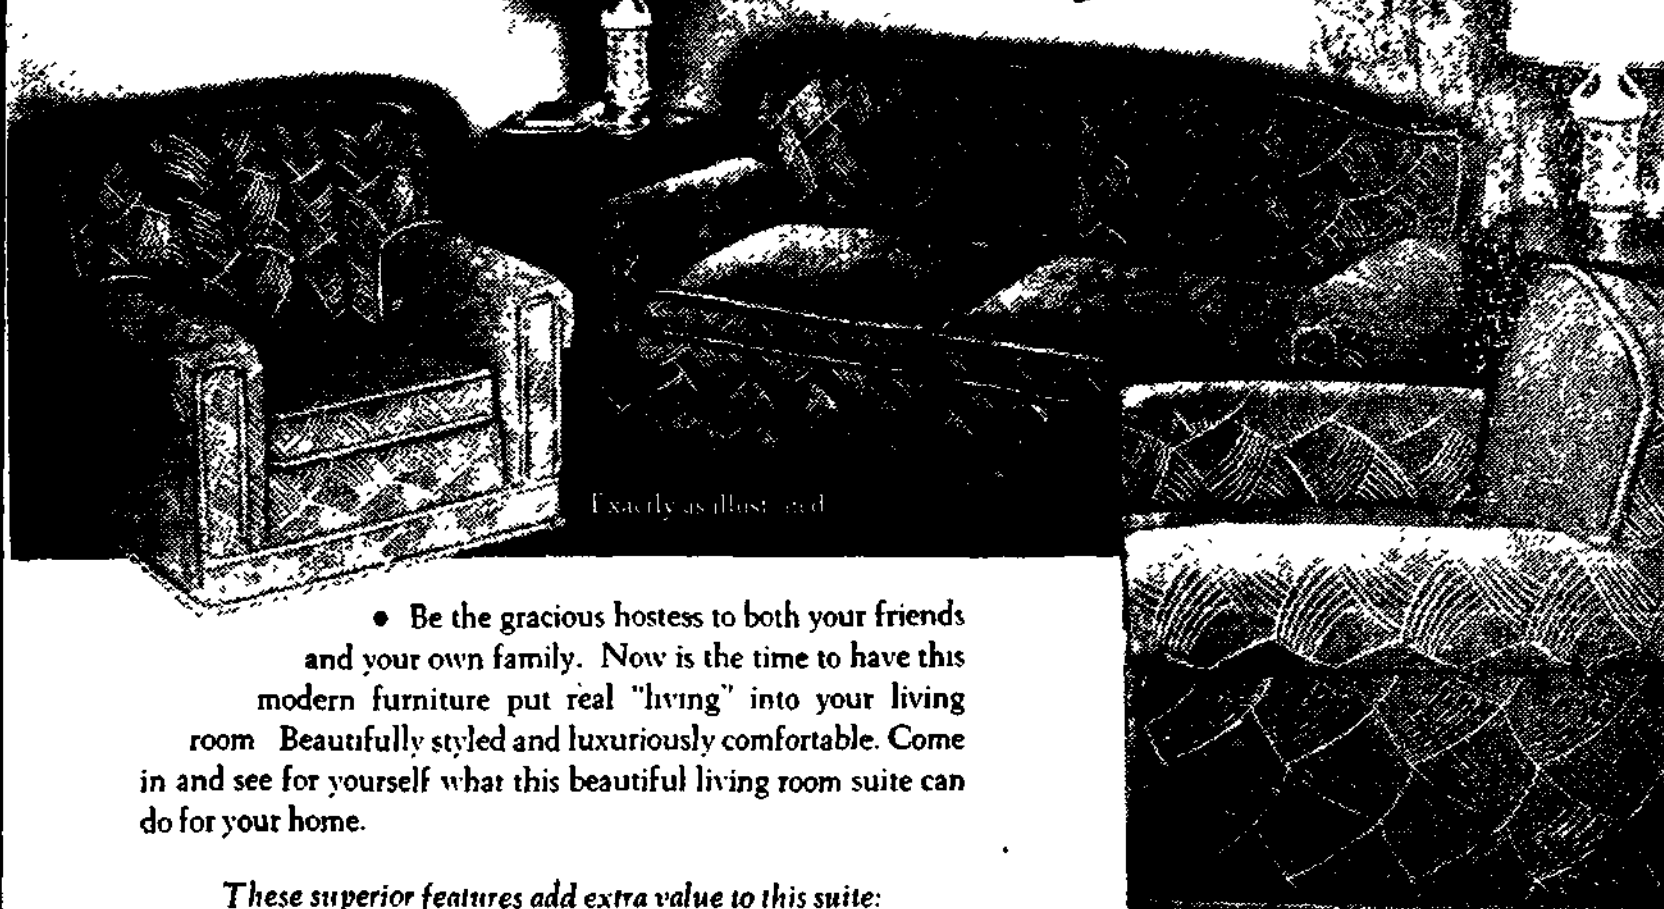 Exactly as illustrated
• Be the gracious hostess to both your friends
and your own family. Now is the time to have this
modern furniture put real "living" into your living
room Beautifully styled and luxuriously comfortable. Come
in and see for yourself what this beautiful living room suite can
do for your home.
These superior features add extra value to this suite: